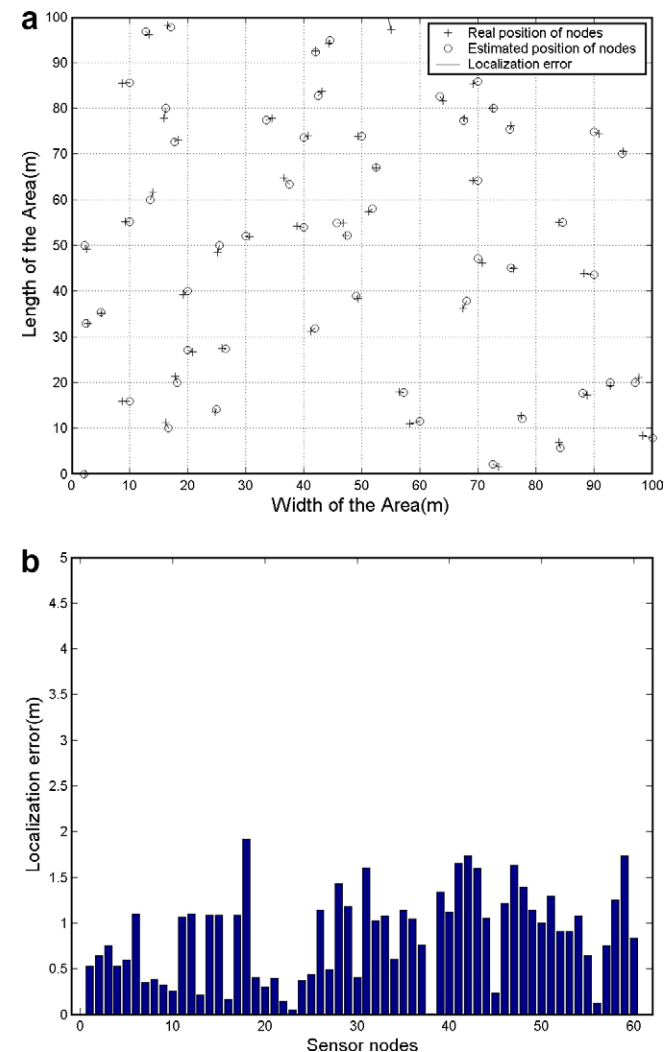 a
100
90
80
70
60
50
40
30
20
10
0
Length of the Area(m)
Real position of nodes
Estimated position of nodes
Localization error
0 10 20 30 40 50 60 70 80 90 100
Width of the Area(m)
b
5
4.5
4
3.5
3
2.5
2
1.5
1
0.5
0
Localization error(m)
0 10 20 30 40 50 60
Sensor nodes